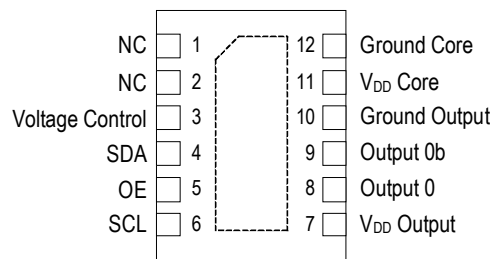 NC 1 12 Ground Core
NC 2 11 VDD Core
Voltage Control 3 10 Ground Output
SDA 4 9 Output 0b
OE 5 8 Output 0
SCL 6 7 VDD Output